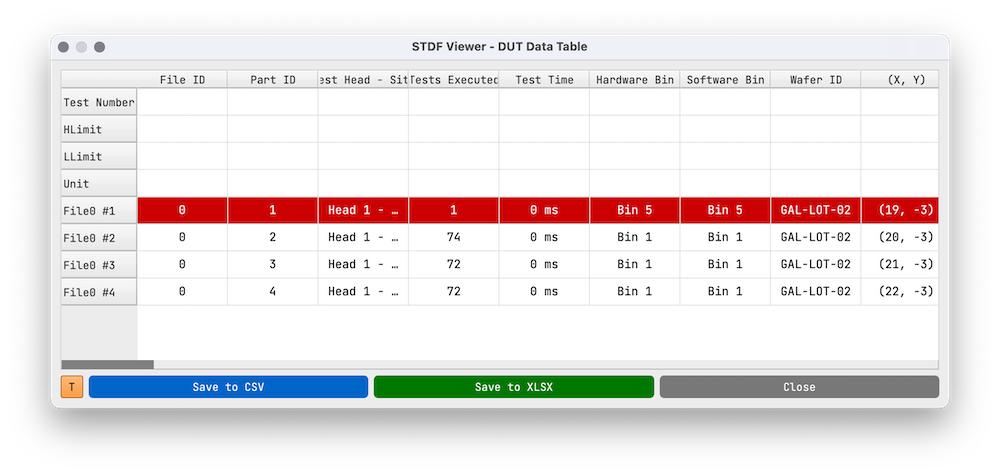 STDF Viewer - DUT Data Table
File ID Part ID est Head - Sit Tests Executed Test Time Hardware Bin Software Bin Wafer ID (X, Y)
Test Number
HLimit
LLimit
Unit
File0 #1 0 1 Head 1 - … 1 0 ms Bin 5 Bin 5 GAL-LOT-02 (19, -3)
File0 #2 0 2 Head 1 - … 74 0 ms Bin 1 Bin 1 GAL-LOT-02 (20, -3)
File0 #3 0 3 Head 1 - … 72 0 ms Bin 1 Bin 1 GAL-LOT-02 (21, -3)
File0 #4 0 4 Head 1 - … 72 0 ms Bin 1 Bin 1 GAL-LOT-02 (22, -3)
T Save to CSV Save to XLSX Close